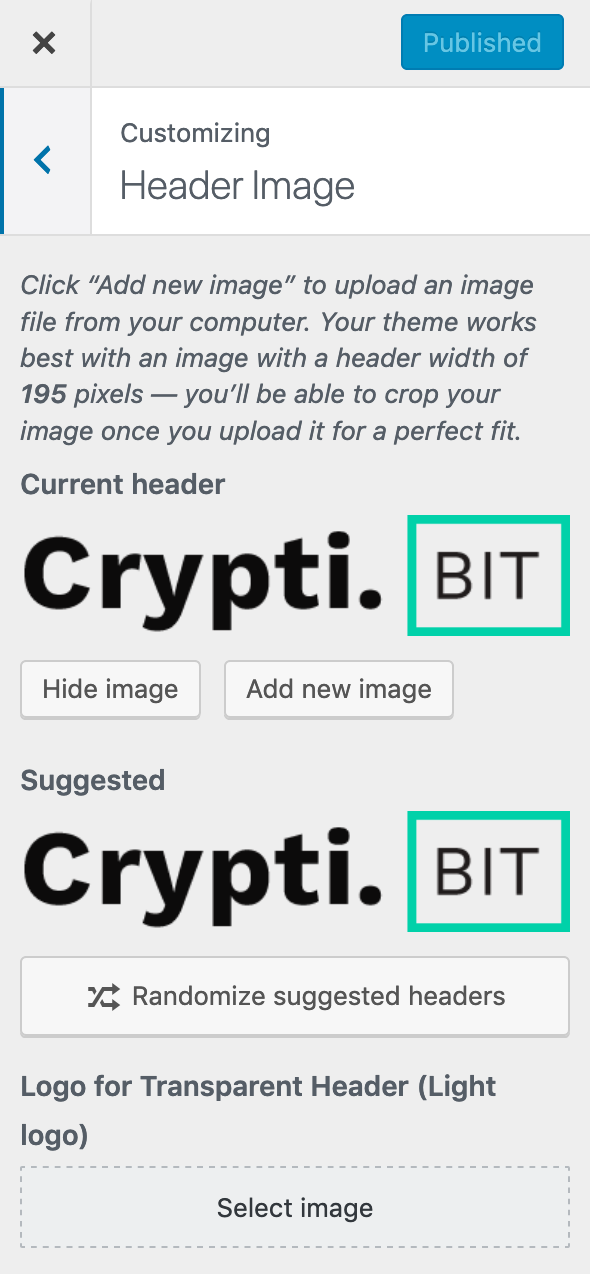 Published
Customizing
Header Image
Click “Add new image” to upload an image
file from your computer. Your theme works
best with an image with a header width of
195 pixels — you’ll be able to crop your
image once you upload it for a perfect fit.
Current header
Crypti. BIT
Hide image Add new image
Suggested
Crypti. BIT
Randomize suggested headers
Logo for Transparent Header (Light
logo)
Select image